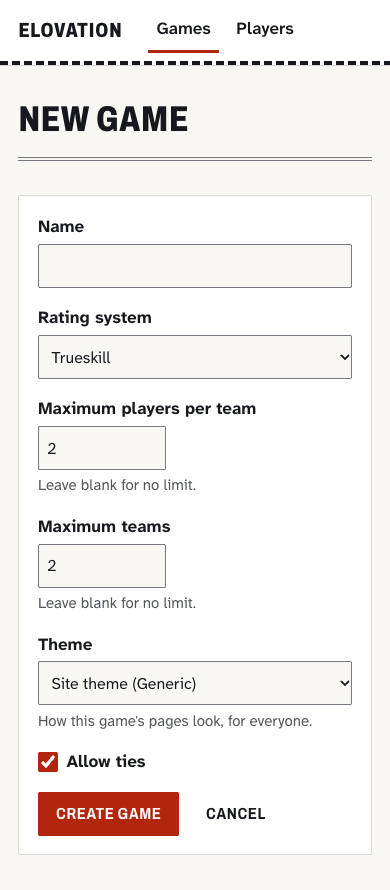 ELOVATION Games Players
NEW GAME
Name
Rating system
Trueskill
Maximum players per team
2
Leave blank for no limit.
Maximum teams
2
Leave blank for no limit.
Theme
Site theme (Generic)
How this game's pages look, for everyone.
Allow ties
CREATE GAME CANCEL